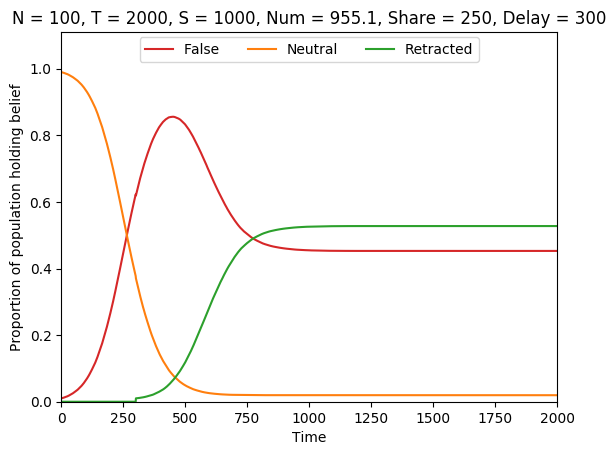 N = 100, T = 2000, S = 1000, Num = 955.1, Share = 250, Delay = 300
False Neutral Retracted
Proportion of population holding belief
1.0
0.8
0.6
0.4
0.2
0.0
0 250 500 750 1000 1250 1500 1750 2000
Time